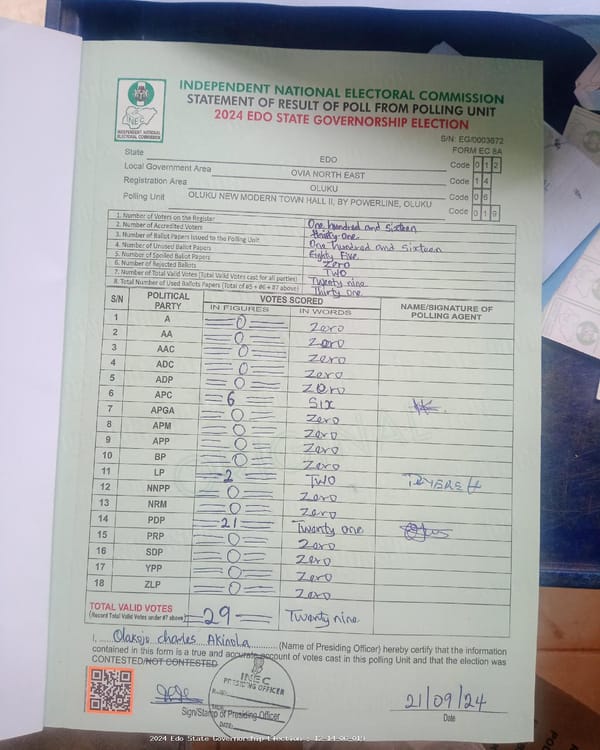 INDEPENDENT NATIONAL ELECTORAL COMMISSION
STATEMENT OF RESULT OF POLL FROM POLLING UNIT
2024 EDO STATE GOVERNORSHIP ELECTION
INEC
INDEPENDENT NATIONAL ELECTORAL COMMISSION
S/N: EG/0003672
FORM EC 8A
State EDO Code 0 1 2
Local Government Area OVIA NORTH EAST Code 1 4
Registration Area OLUKU Code 0 6
Polling Unit OLUKU NEW MODERN TOWN HALL II, BY POWERLINE, OLUKU Code 0 1 9
1. Number of Voters on the Register One hundred and Sixteen
2. Number of Accredited Voters thirty-one
3. Number of Ballot Papers Issued to the Polling Unit One hundred and Sixteen
4. Number of Unused Ballot Papers Eighty Five
5. Number of Spoiled Ballot Papers Zero
6. Number of Rejected Ballots Two
7. Number of Total Valid Votes (Total Valid Votes cast for all parties) Twenty nine
8. Total Number of Used Ballots Papers (Total of #5 + #6 + #7 above) Thirty one
S/N POLITICAL PARTY VOTES SCORED NAME/SIGNATURE OF POLLING AGENT
IN FIGURES IN WORDS
1 A 0 Zero
2 AA 0 Zero
3 AAC 0 Zero
4 ADC 0 Zero
5 ADP 0 Zero
6 APC 6 Six
7 APGA 0 Zero
8 APM 0 Zero
9 APP 0 Zero
10 BP 0 Zero
11 LP 2 Two
12 NNPP 0 Zero
13 NRM 0 Zero
14 PDP 21 Twenty one
15 PRP 0 Zero
16 SDP 0 Zero
17 YPP 0 Zero
18 ZLP 0 Zero
TOTAL VALID VOTES 29 Twenty nine
(Record Total Valid Votes under #7 above)
I, Olakojo charles Akinola (Name of Presiding Officer) hereby certify that the information
contained in this form is a true and accurate account of votes cast in this polling Unit and that the election was
CONTESTED/NOT CONTESTED
INEC
PRESIDING OFFICER
DATE:
21/09/24
Sign/Stamp of Presiding Officer Date
2024 Edo State Governorship Election : 12-14-06-019